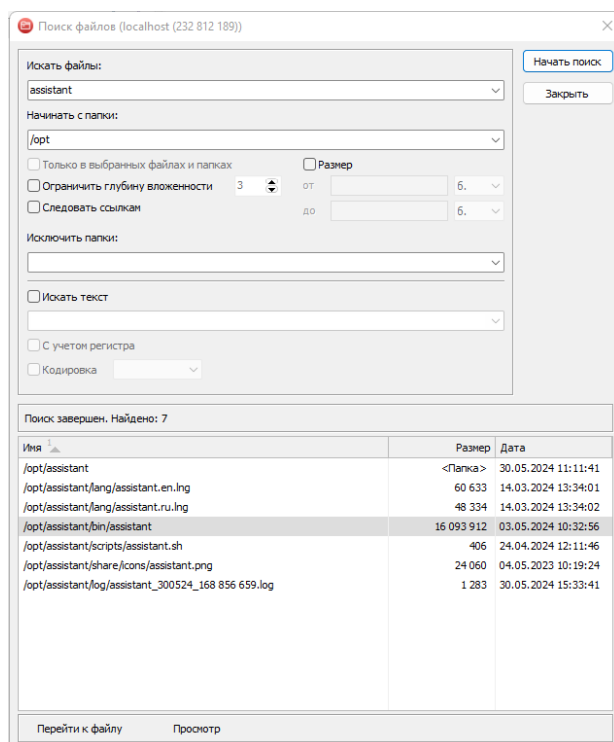 Поиск файлов (localhost (232 812 189))
Искать файлы:
Начать поиск
assistant
Закрыть
Начинать с папки:
/opt
Только в выбранных файлах и папках
Размер
Ограничить глубину вложенности 3
от б.
Следовать ссылкам
до б.
Исключить папки:
Искать текст
С учетом регистра
Кодировка
Поиск завершен. Найдено: 7
Имя 1 Размер Дата
/opt/assistant <Папка> 30.05.2024 11:11:41
/opt/assistant/lang/assistant.en.lng 60 633 14.03.2024 13:34:01
/opt/assistant/lang/assistant.ru.lng 48 334 14.03.2024 13:34:02
/opt/assistant/bin/assistant 16 093 912 03.05.2024 10:32:56
/opt/assistant/scripts/assistant.sh 406 24.04.2024 12:11:46
/opt/assistant/share/icons/assistant.png 24 060 04.05.2023 10:19:24
/opt/assistant/log/assistant_300524_168 856 659.log 1 283 30.05.2024 15:33:41
Перейти к файлу Просмотр